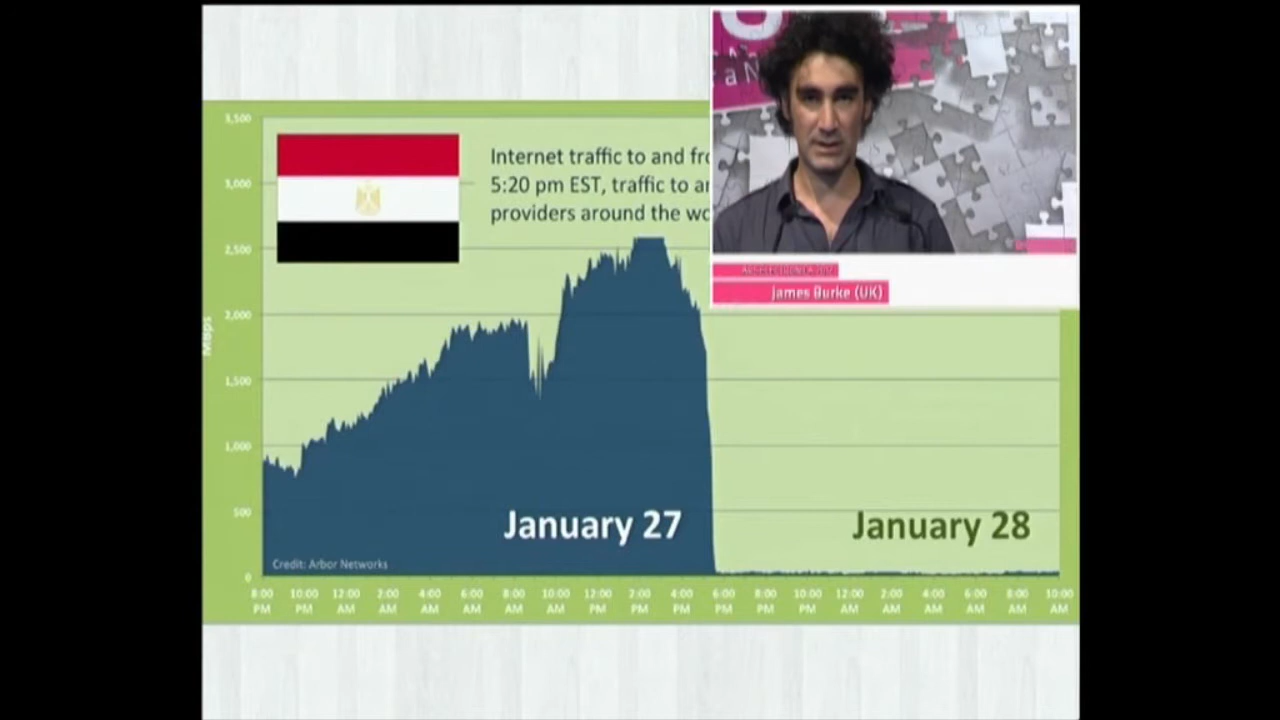 3,500
3,000
2,500
2,000
1,500
1,000
500
0
Mbps
Internet traffic to and fro
5:20 pm EST, traffic to ar
providers around the wo
James Burke (UK)
January 27
January 28
Credit: Arbor Networks
8:00 PM 10:00 PM 12:00 AM 2:00 AM 4:00 AM 6:00 AM 8:00 AM 10:00 AM 12:00 PM 2:00 PM 4:00 PM 6:00 PM 8:00 PM 10:00 PM 12:00 AM 2:00 AM 4:00 AM 6:00 AM 8:00 AM 10:00 AM